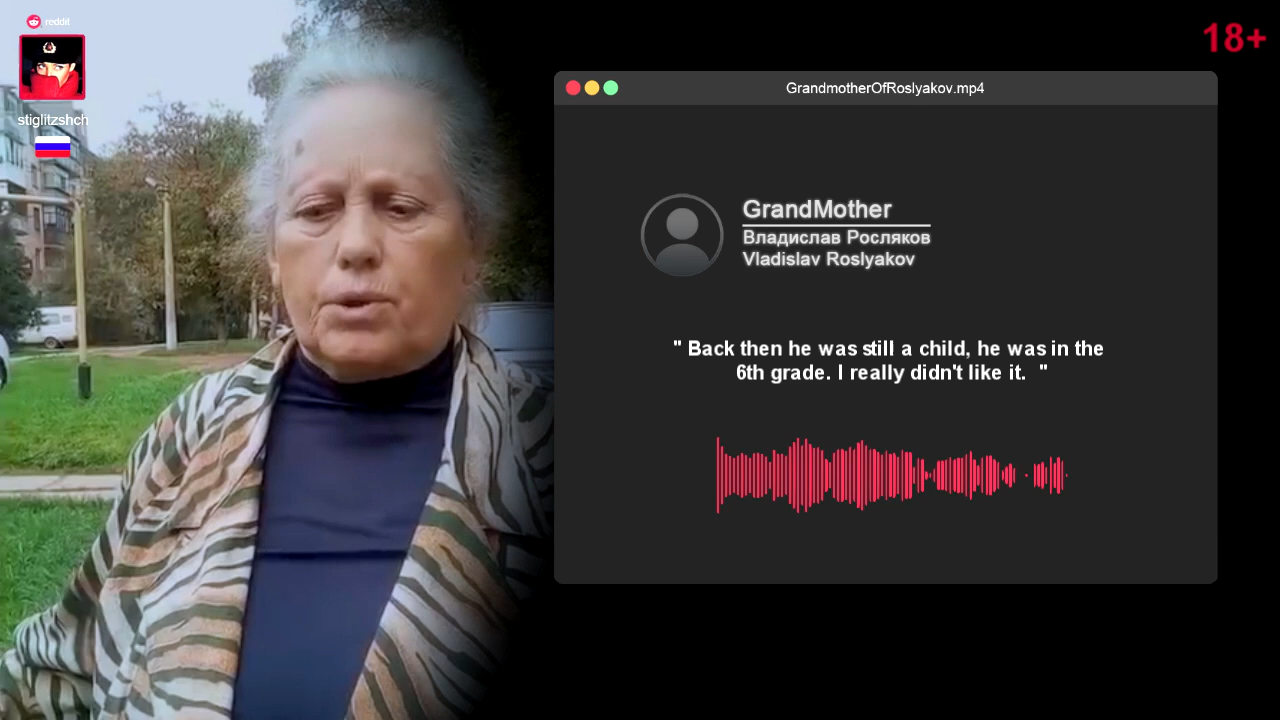 reddit
stiglitzshch
18+
GrandmotherOfRoslyakov.mp4
GrandMother
Владислав Росляков
Vladislav Roslyakov
" Back then he was still a child, he was in the
6th grade. I really didn't like it. "